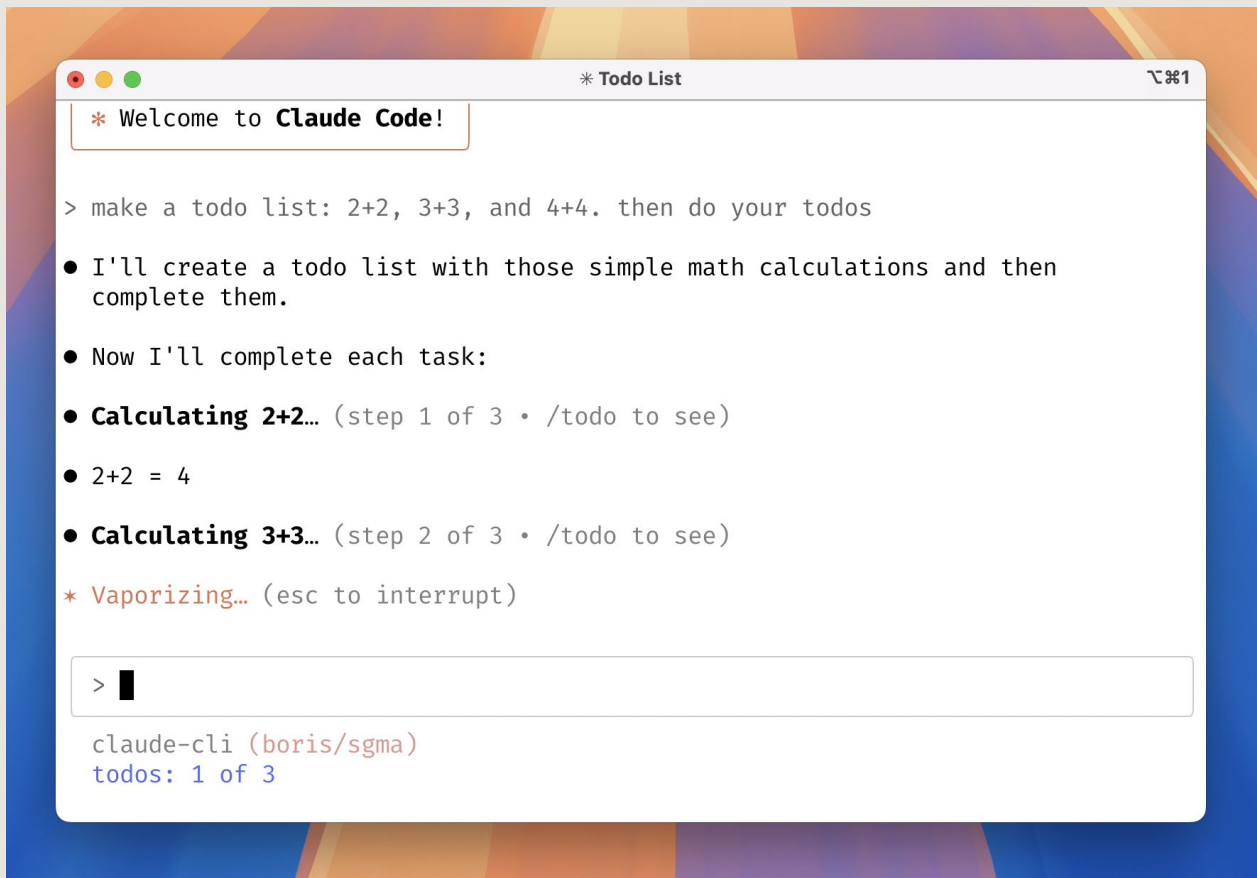 ✳ Todo List
⌥⌘1
✻ Welcome to Claude Code!
> make a todo list: 2+2, 3+3, and 4+4. then do your todos
● I'll create a todo list with those simple math calculations and then
complete them.
● Now I'll complete each task:
● Calculating 2+2… (step 1 of 3 • /todo to see)
● 2+2 = 4
● Calculating 3+3… (step 2 of 3 • /todo to see)
✶ Vaporizing… (esc to interrupt)
>
claude-cli (boris/sgma)
todos: 1 of 3